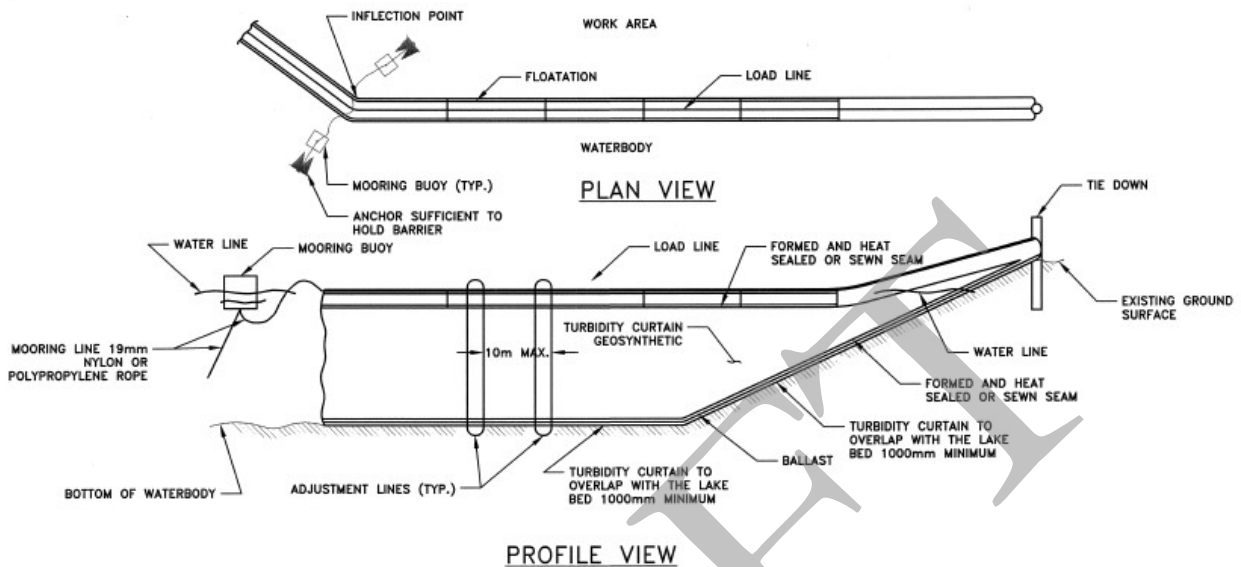 INFLECTION POINT
WORK AREA
FLOATATION
LOAD LINE
WATERBODY
MOORING BUOY (TYP.)
PLAN VIEW
ANCHOR SUFFICIENT TO
HOLD BARRIER
TIE DOWN
WATER LINE
MOORING BUOY
LOAD LINE
FORMED AND HEAT
SEALED OR SEWN SEAM
EXISTING GROUND
SURFACE
MOORING LINE 19mm
NYLON OR
POLYPROPYLENE ROPE
10m MAX.
TURBIDITY CURTAIN
GEOSYNTHETIC
WATER LINE
FORMED AND HEAT
SEALED OR SEWN SEAM
TURBIDITY CURTAIN TO
OVERLAP WITH THE LAKE
BED 1000mm MINIMUM
BALLAST
BOTTOM OF WATERBODY
ADJUSTMENT LINES (TYP.)
TURBIDITY CURTAIN TO
OVERLAP WITH THE LAKE
BED 1000mm MINIMUM
PROFILE VIEW
FT